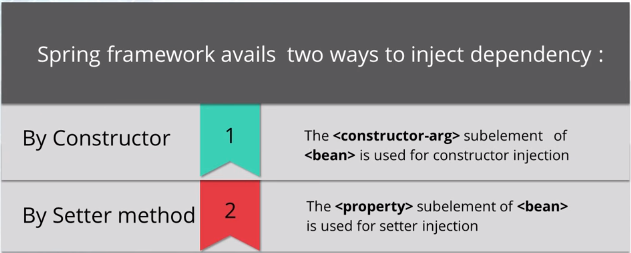 Spring framework avails two ways to inject dependency :
By Constructor
1
The <constructor-arg> subelement of
<bean> is used for constructor injection
By Setter method
2
The <property> subelement of <bean>
is used for setter injection